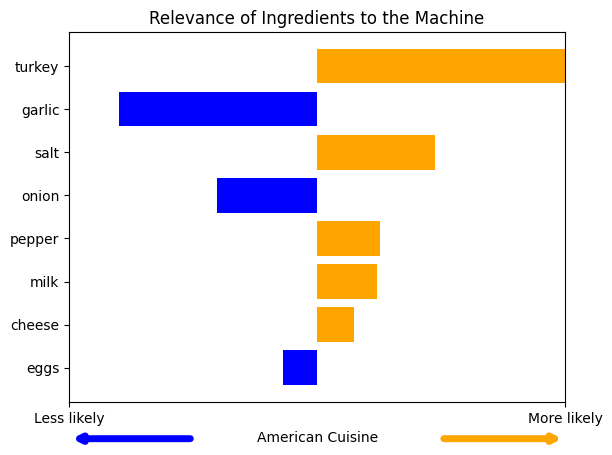 Relevance of Ingredients to the Machine
turkey
garlic
salt
onion
pepper
milk
cheese
eggs
Less likely
More likely
American Cuisine